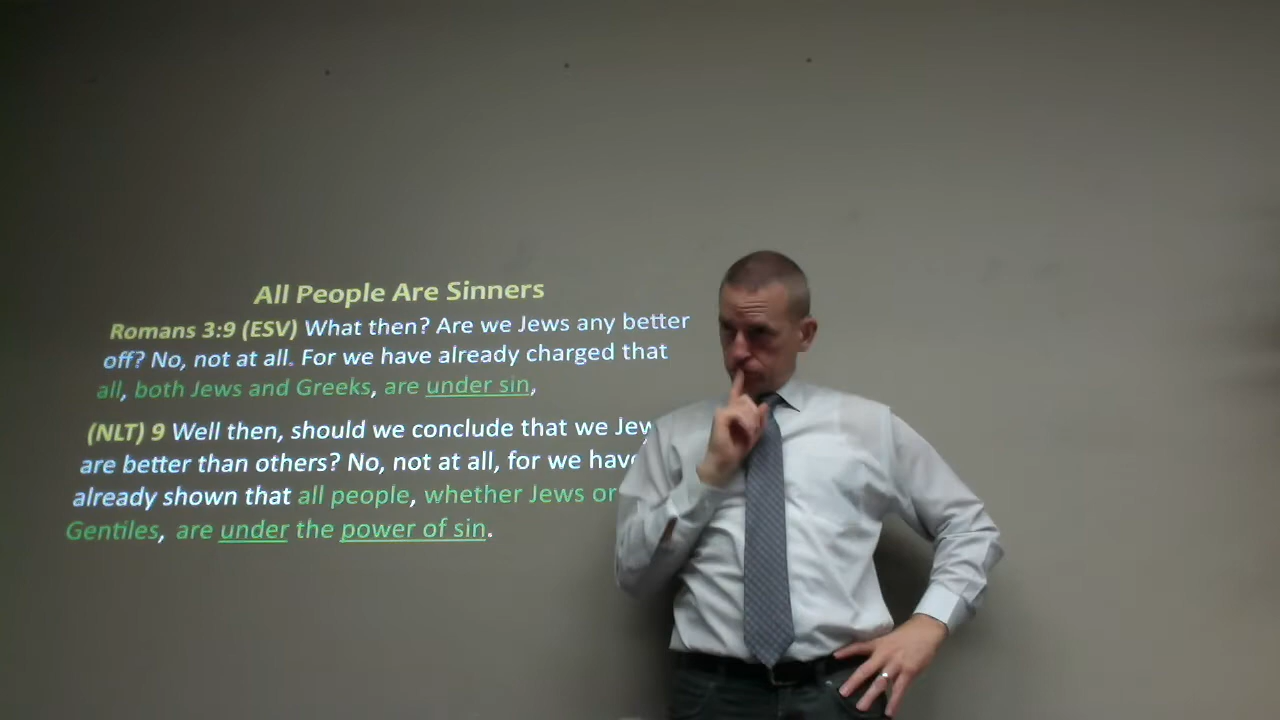 All People Are Sinners
Romans 3:9 (ESV) What then? Are we Jews any better
off? No, not at all. For we have already charged that
all, both Jews and Greeks, are under sin,
(NLT) 9 Well then, should we conclude that we Jew
are better than others? No, not at all, for we have
already shown that all people, whether Jews or
Gentiles, are under the power of sin.